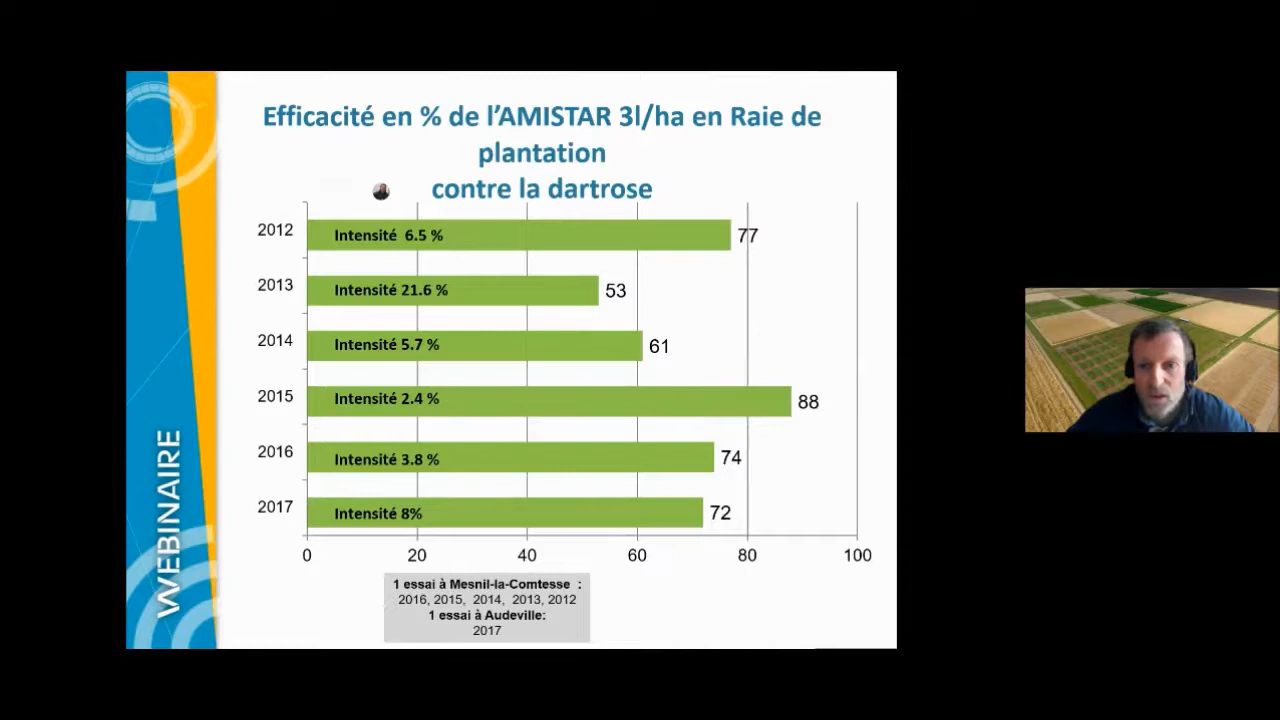 Efficacité en % de l'AMISTAR 3l/ha en Raie de
plantation
contre la dartrose
2012 Intensité 6.5 % 77
2013 Intensité 21.6 % 53
2014 Intensité 5.7 % 61
2015 Intensité 2.4 % 88
2016 Intensité 3.8 % 74
2017 Intensité 8% 72
0 20 40 60 80 100
1 essai à Mesnil-la-Comtesse :
2016, 2015, 2014, 2013, 2012
1 essai à Audeville:
2017
WEBINAIRE